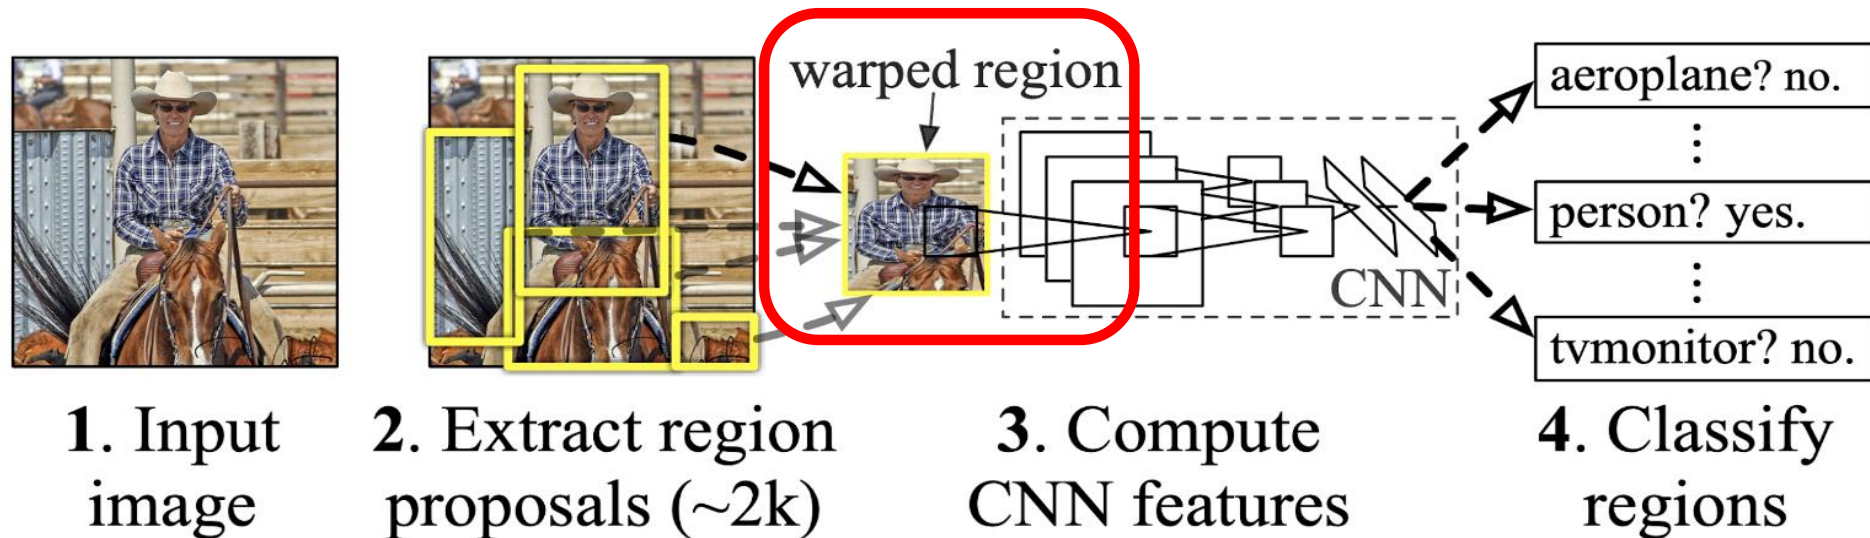 warped region
aeroplane? no.
person? yes.
CNN
tvmonitor? no.
1. Input
image
2. Extract region
proposals (~2k)
3. Compute
CNN features
4. Classify
regions